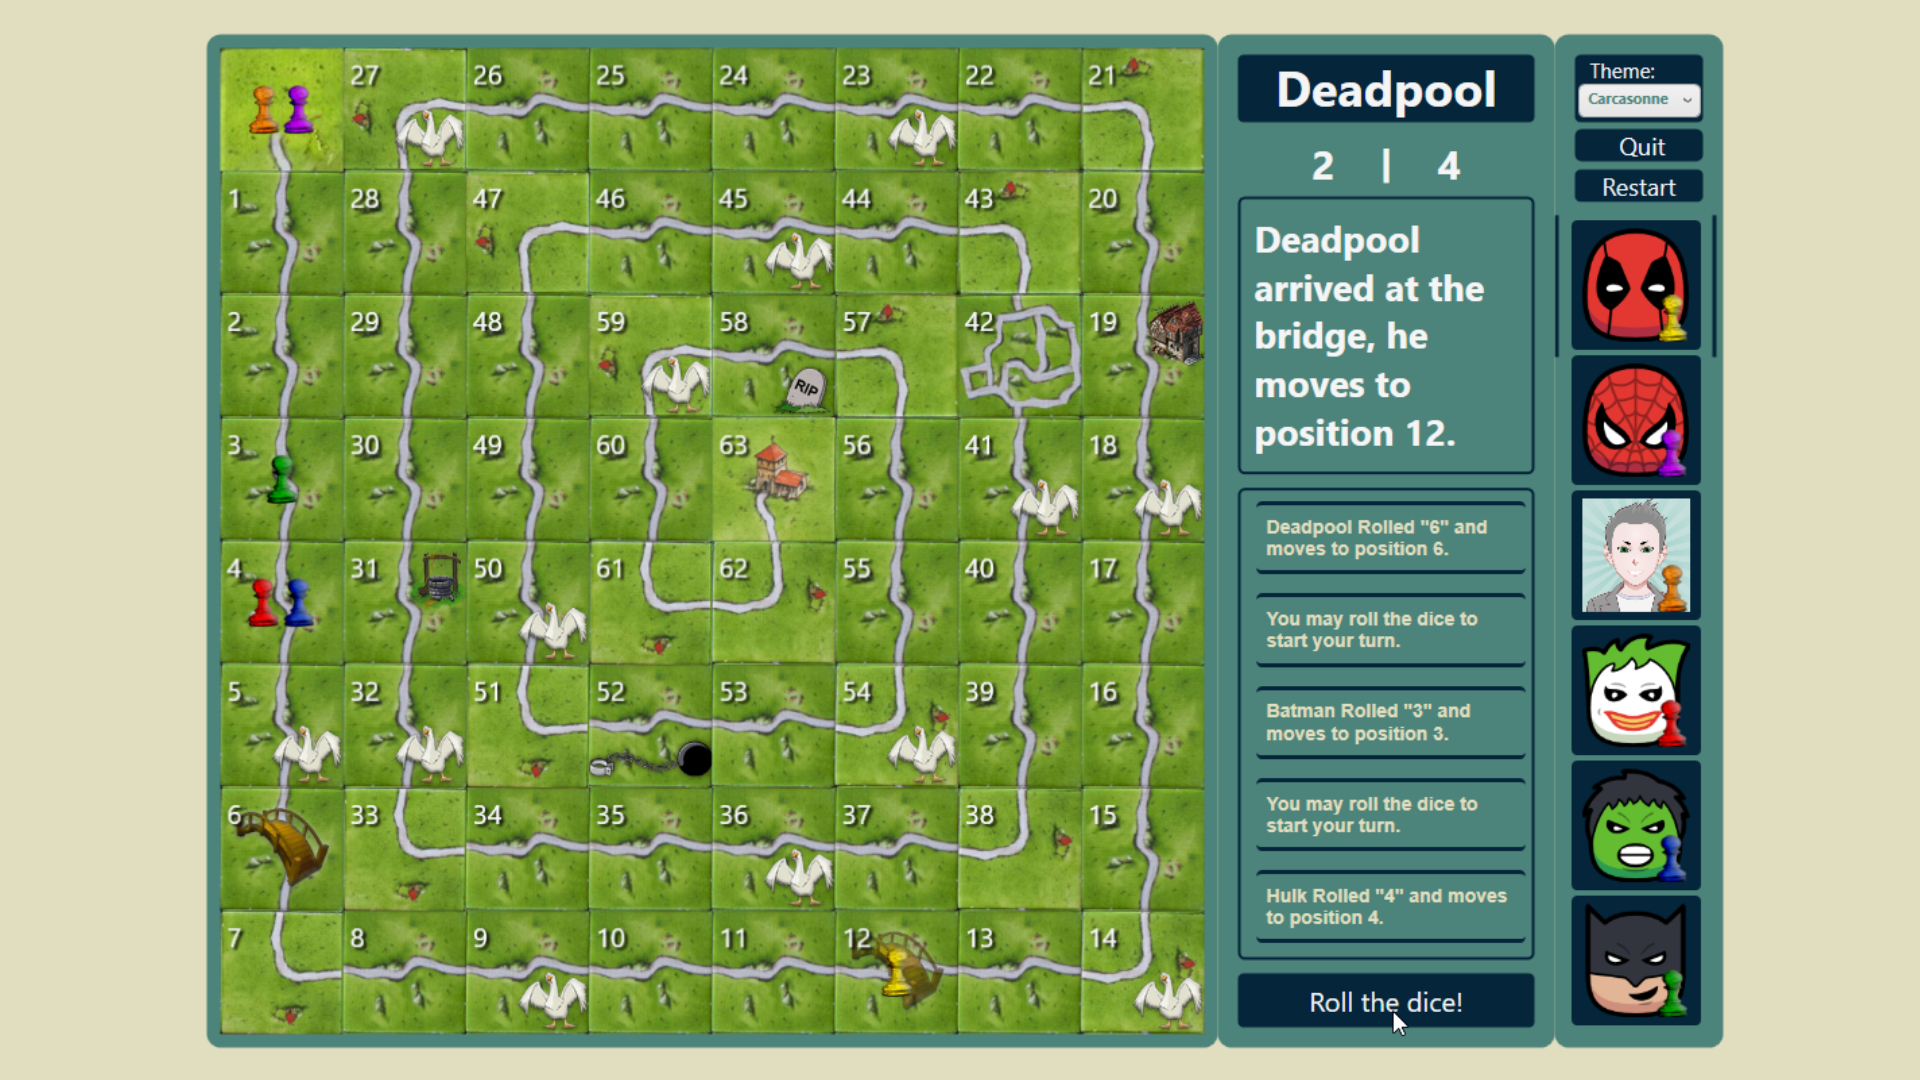 27 26 25 24 23 22 21
1 28 47 46 45 44 43 20
2 29 48 59 58 57 42 19
RIP
3 30 49 60 63 56 41 18
4 31 50 61 62 55 40 17
5 32 51 52 53 54 39 16
6 33 34 35 36 37 38 15
7 8 9 10 11 12 13 14
Deadpool
2 | 4
Deadpool
arrived at the
bridge, he
moves to
position 12.
Deadpool Rolled "6" and
moves to position 6.
You may roll the dice to
start your turn.
Batman Rolled "3" and
moves to position 3.
You may roll the dice to
start your turn.
Hulk Rolled "4" and moves
to position 4.
Roll the dice!
Theme:
Carcasonne
Quit
Restart